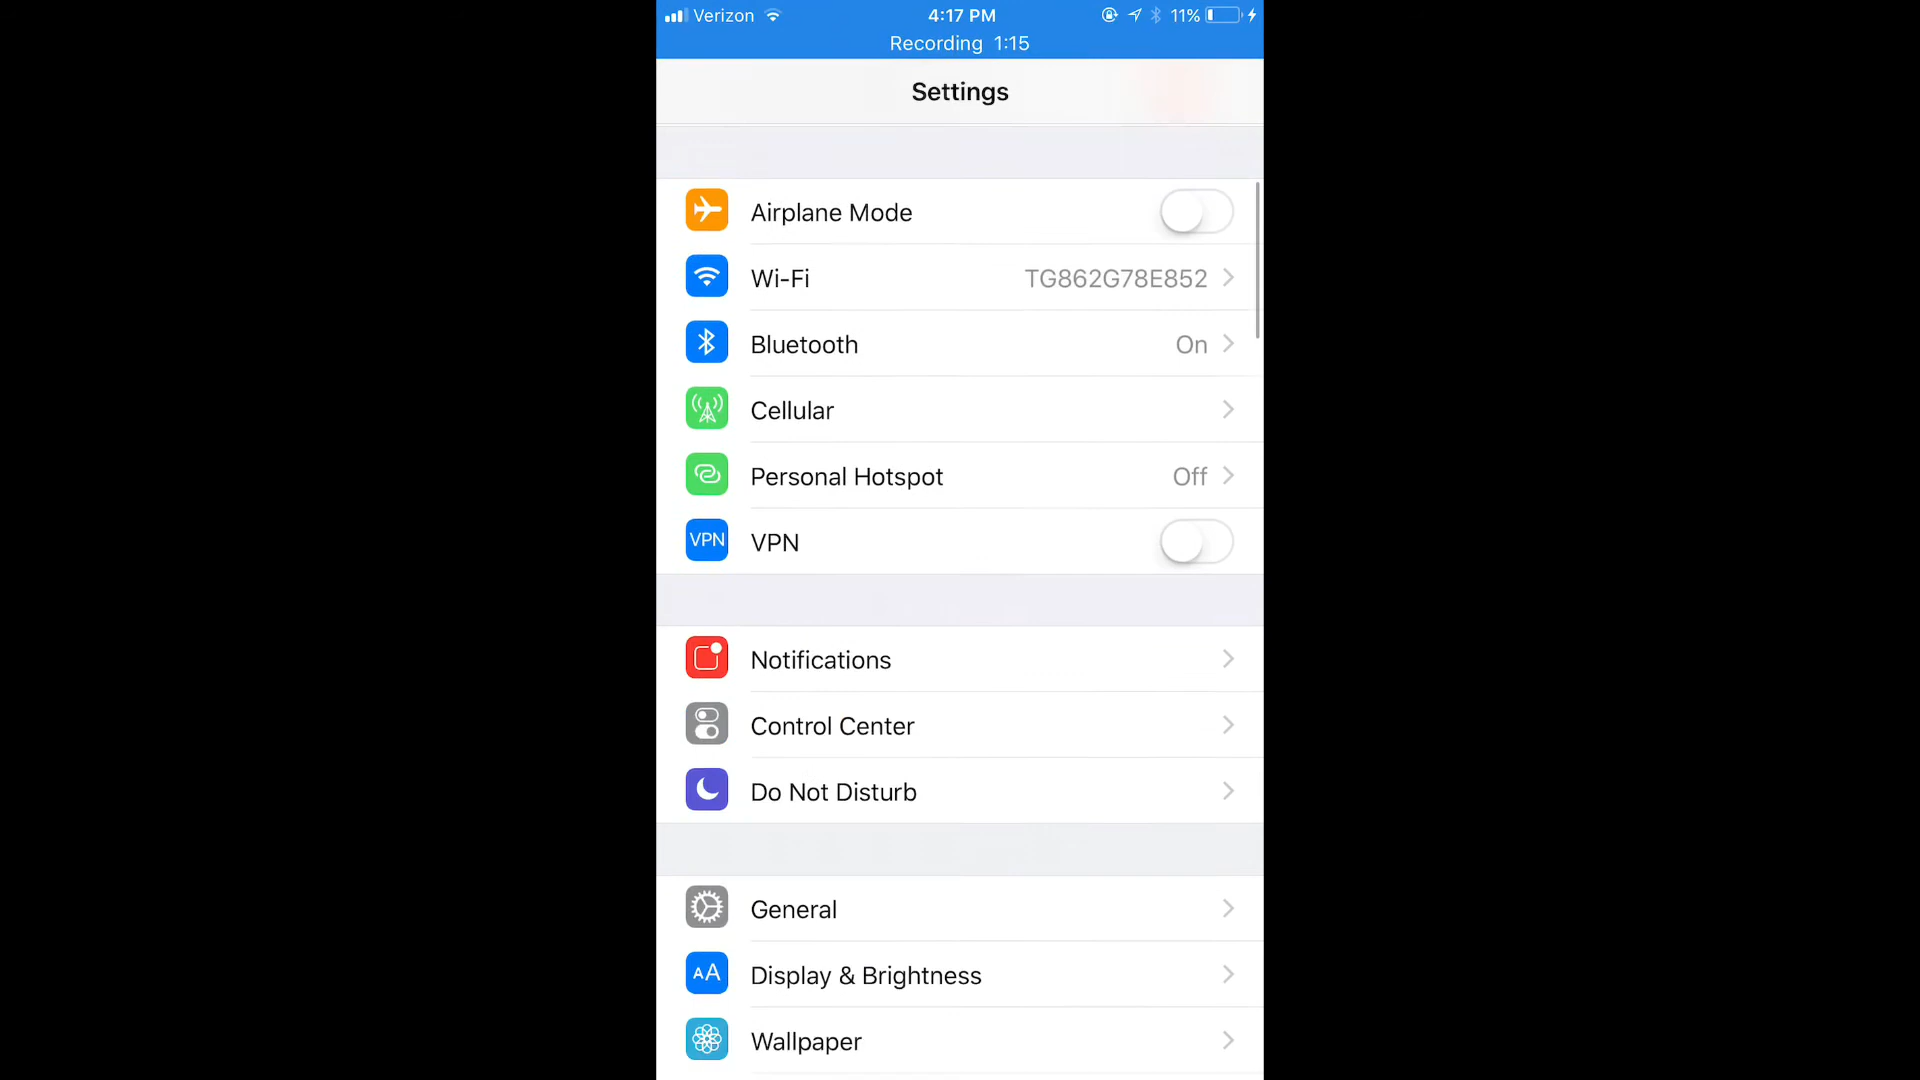 Verizon 4:17 PM 11%
Recording 1:15
Settings
Airplane Mode
Wi-Fi TG862G78E852
Bluetooth On
Cellular
Personal Hotspot Off
VPN VPN
Notifications
Control Center
Do Not Disturb
General
AA Display & Brightness
Wallpaper